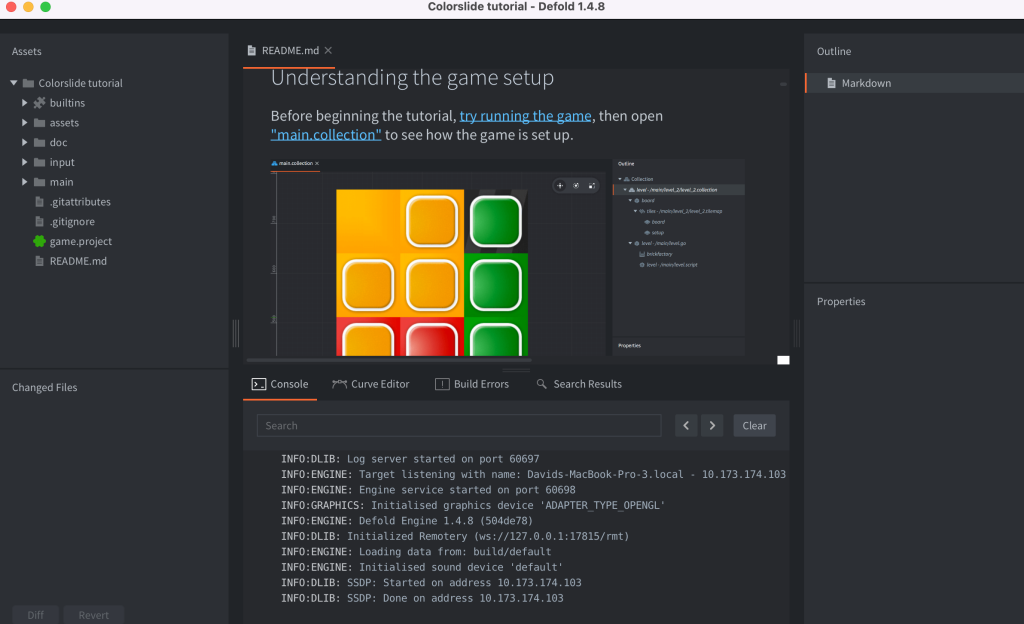 Colorslide tutorial - Defold 1.4.8
Assets
Colorslide tutorial
builtins
assets
doc
input
main
.gitattributes
.gitignore
game.project
README.md
Changed Files
Diff
Revert
README.md
Understanding the game setup
Before beginning the tutorial, try running the game, then open
"main.collection" to see how the game is set up.
main.collection
Outline
Collection
level - /main/level_2/level_2.collection
board
tiles - /main/level_2/level_2.tilemap
board
setup
level - /main/level.go
brickfactory
level - /main/level.script
Properties
Console
Curve Editor
Build Errors
Search Results
Search
Clear
INFO:DLIB: Log server started on port 60697
INFO:ENGINE: Target listening with name: Davids-MacBook-Pro-3.local - 10.173.174.103
INFO:ENGINE: Engine service started on port 60698
INFO:GRAPHICS: Initialised graphics device 'ADAPTER_TYPE_OPENGL'
INFO:ENGINE: Defold Engine 1.4.8 (504de78)
INFO:DLIB: Initialized Remotery (ws://127.0.0.1:17815/rmt)
INFO:ENGINE: Loading data from: build/default
INFO:ENGINE: Initialised sound device 'default'
INFO:DLIB: SSDP: Started on address 10.173.174.103
INFO:DLIB: SSDP: Done on address 10.173.174.103
Outline
Markdown
Properties